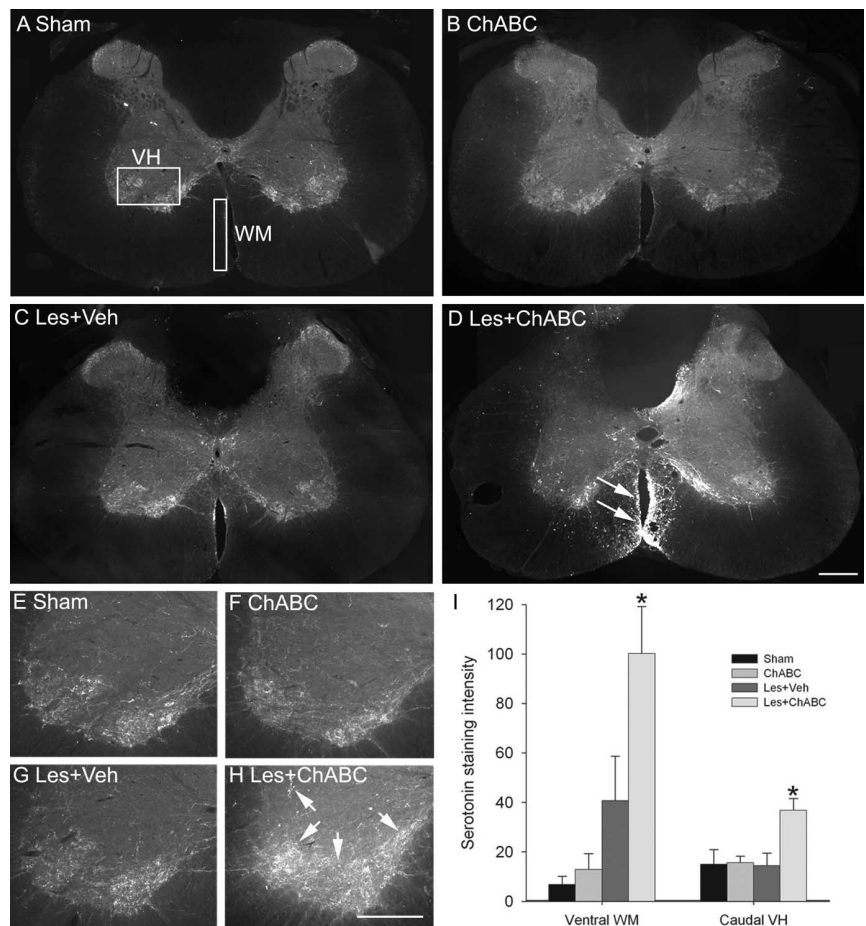 A Sham
B ChABC
VH
WM
C Les+Veh
D Les+ChABC
E Sham
F ChABC
G Les+Veh
H Les+ChABC
I
120
100
80
60
40
20
0
Serotonin staining intensity
*
*
Sham
ChABC
Les+Veh
Les+ChABC
Ventral WM
Caudal VH